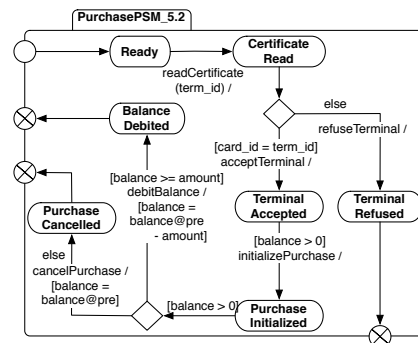 PurchasePSM_5.2
Ready
Certificate
Read
readCertificate
(term_id) /
else
refuseTerminal /
Balance
Debited
[card_id = term_id]
acceptTerminal /
[balance >= amount]
debitBalance /
[balance =
balance@pre
- amount]
Terminal
Accepted
Terminal
Refused
Purchase
Cancelled
[balance > 0]
initializePurchase /
else
cancelPurchase /
[balance =
balance@pre]
[balance > 0]
Purchase
Initialized